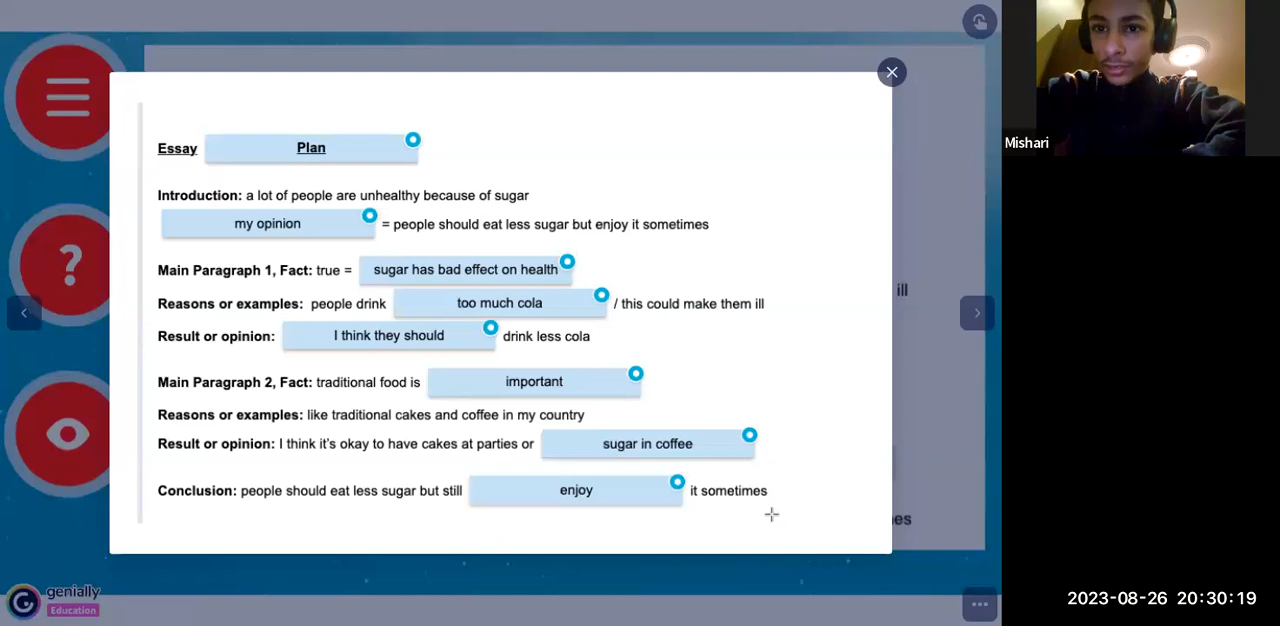 Essay Plan
Introduction: a lot of people are unhealthy because of sugar
my opinion = people should eat less sugar but enjoy it sometimes
Main Paragraph 1, Fact: true = sugar has bad effect on health
Reasons or examples: people drink too much cola / this could make them ill
Result or opinion: I think they should drink less cola
Main Paragraph 2, Fact: traditional food is important
Reasons or examples: like traditional cakes and coffee in my country
Result or opinion: I think it's okay to have cakes at parties or sugar in coffee
Conclusion: people should eat less sugar but still enjoy it sometimes
ill
es
genially
Education
Mishari
2023-08-26 20:30:19